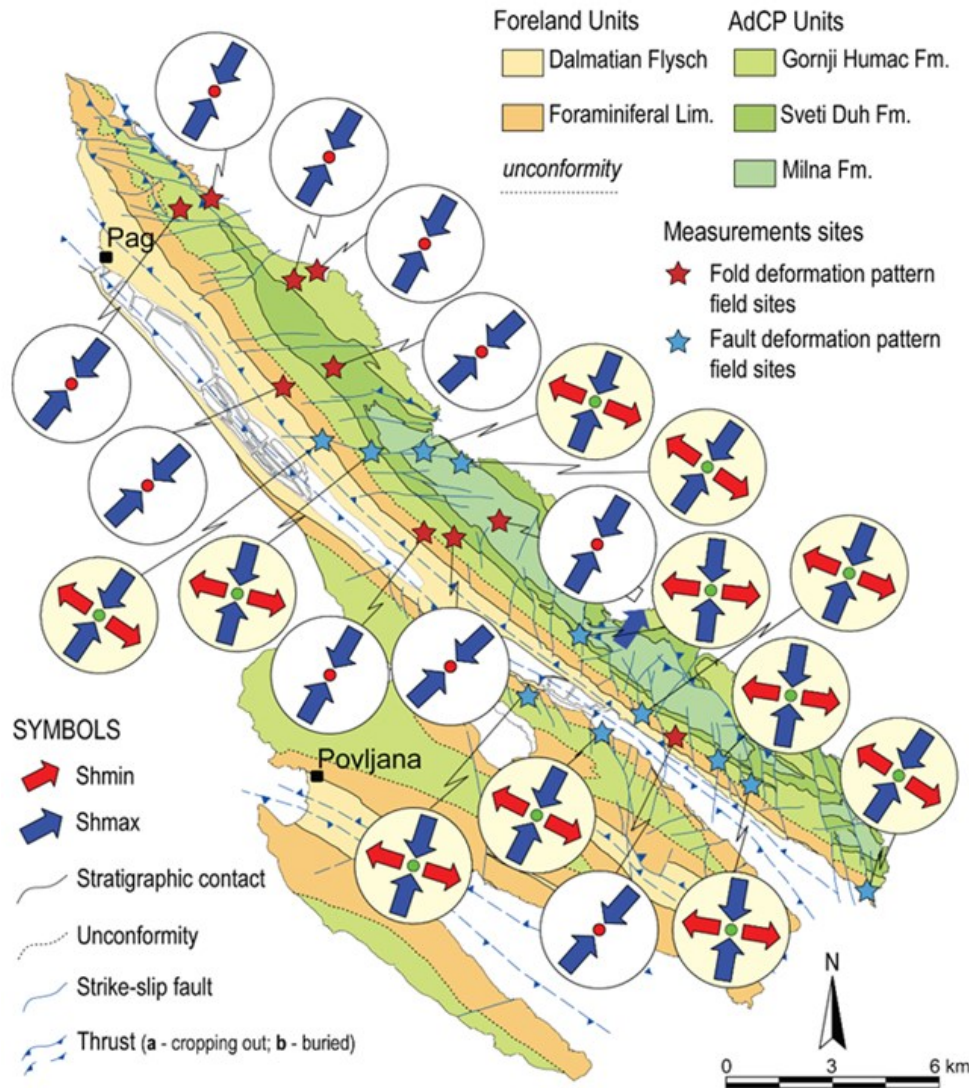 Foreland Units
AdCP Units
Dalmatian Flysch
Gornji Humac Fm.
Foraminiferal Lim.
Sveti Duh Fm.
unconformity
Milna Fm.
Measurements sites
Fold deformation pattern
field sites
Fault deformation pattern
field sites
Pag
Povljana
SYMBOLS
Shmin
Shmax
Stratigraphic contact
Unconformity
Strike-slip fault
Thrust (a - cropping out; b - buried)
N
0 3 6 km